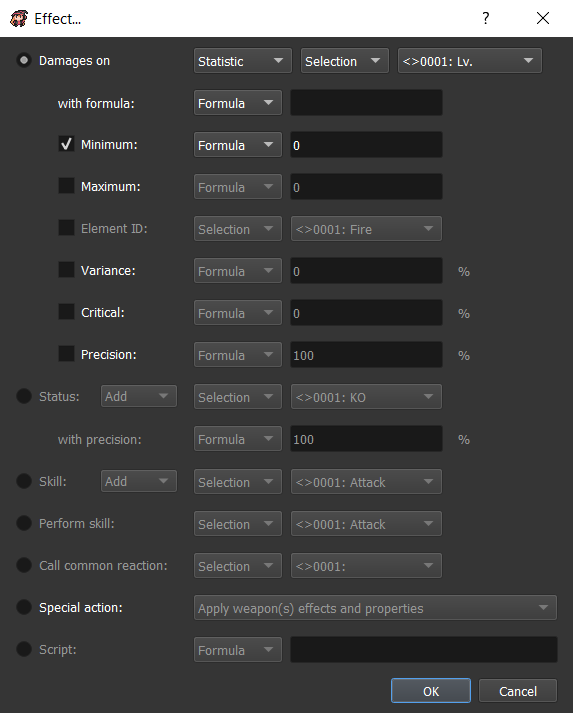 Effect...
Damages on Statistic Selection <>0001: Lv.
with formula: Formula
Minimum: Formula 0
Maximum: Formula 0
Element ID: Selection <>0001: Fire
Variance: Formula 0 %
Critical: Formula 0 %
Precision: Formula 100 %
Status: Add Selection <>0001: KO
with precision: Formula 100 %
Skill: Add Selection <>0001: Attack
Perform skill: Selection <>0001: Attack
Call common reaction: Selection <>0001:
Special action: Apply weapon(s) effects and properties
Script: Formula
OK Cancel